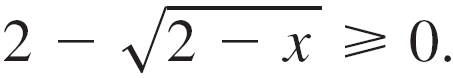 2 − √(2 − x) ⩾ 0.